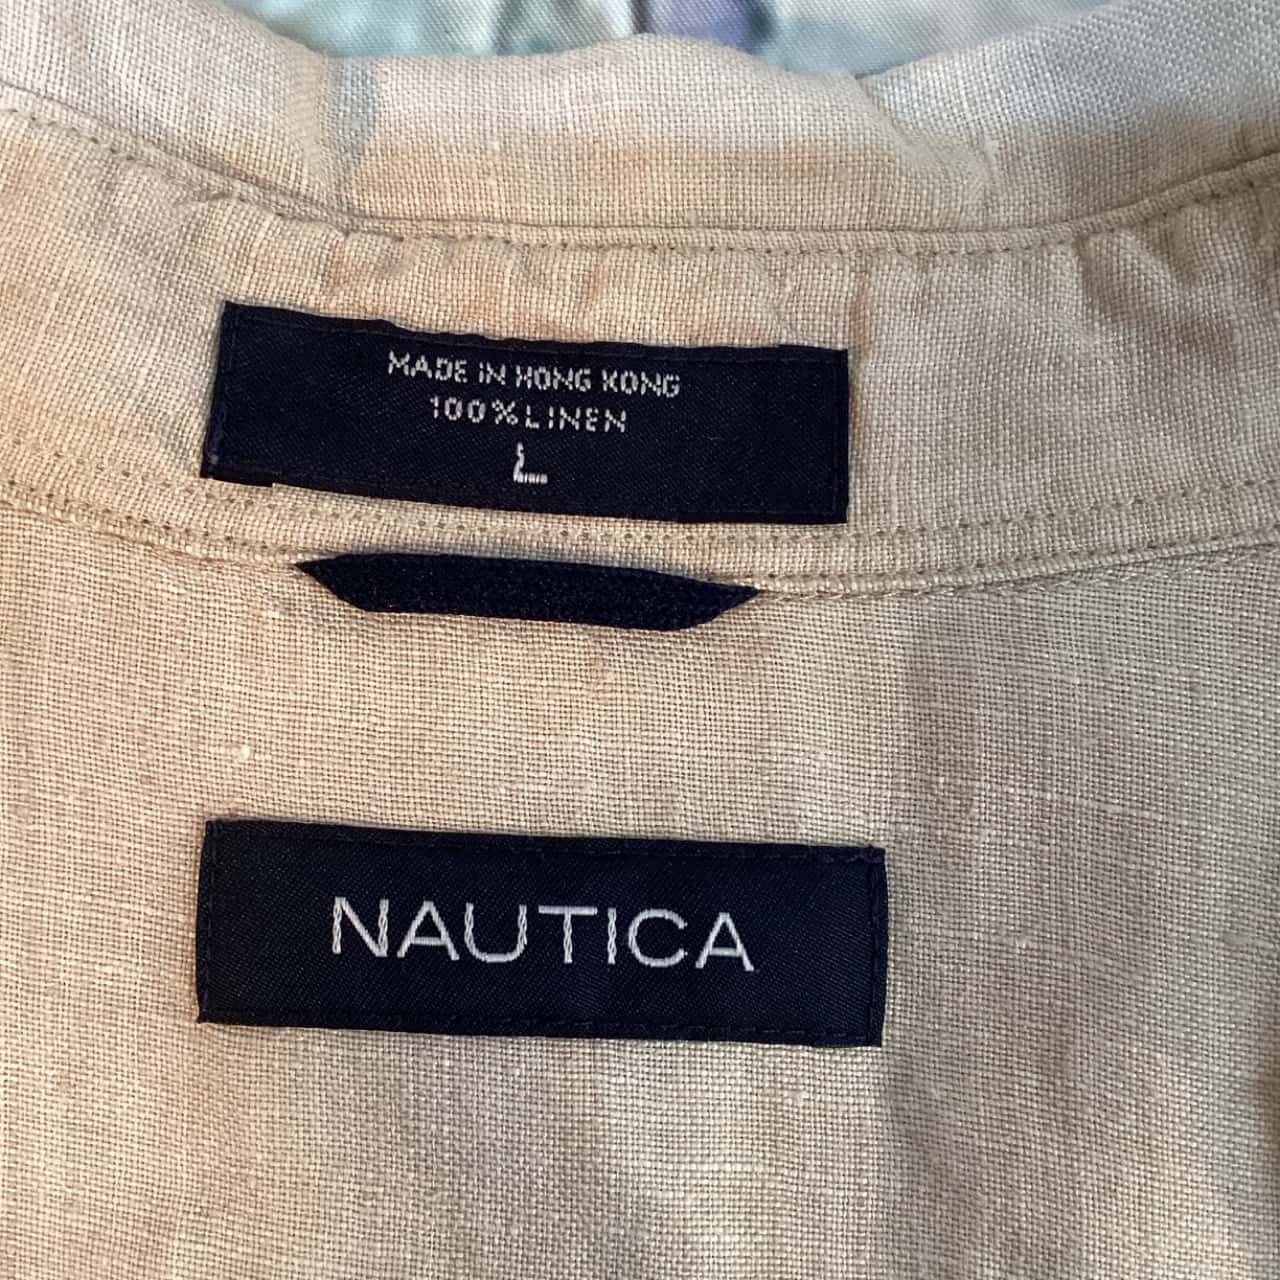 MADE IN HONG KONG
100% LINEN
L
NAUTICA